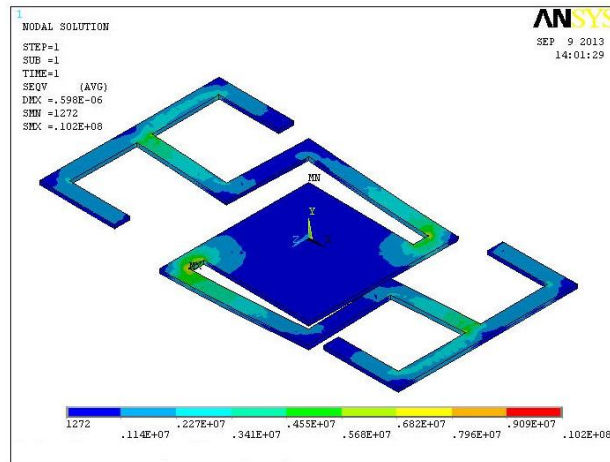 1
NODAL SOLUTION
STEP=1
SUB =1
TIME=1
SEQV (AVG)
DMX =.598E-06
SMN =1272
SMX =.102E+08
ANSYS
SEP 9 2013
14:01:29
MN
Y
Z
MX
1272
.114E+07
.227E+07
.341E+07
.455E+07
.568E+07
.682E+07
.796E+07
.909E+07
.102E+08